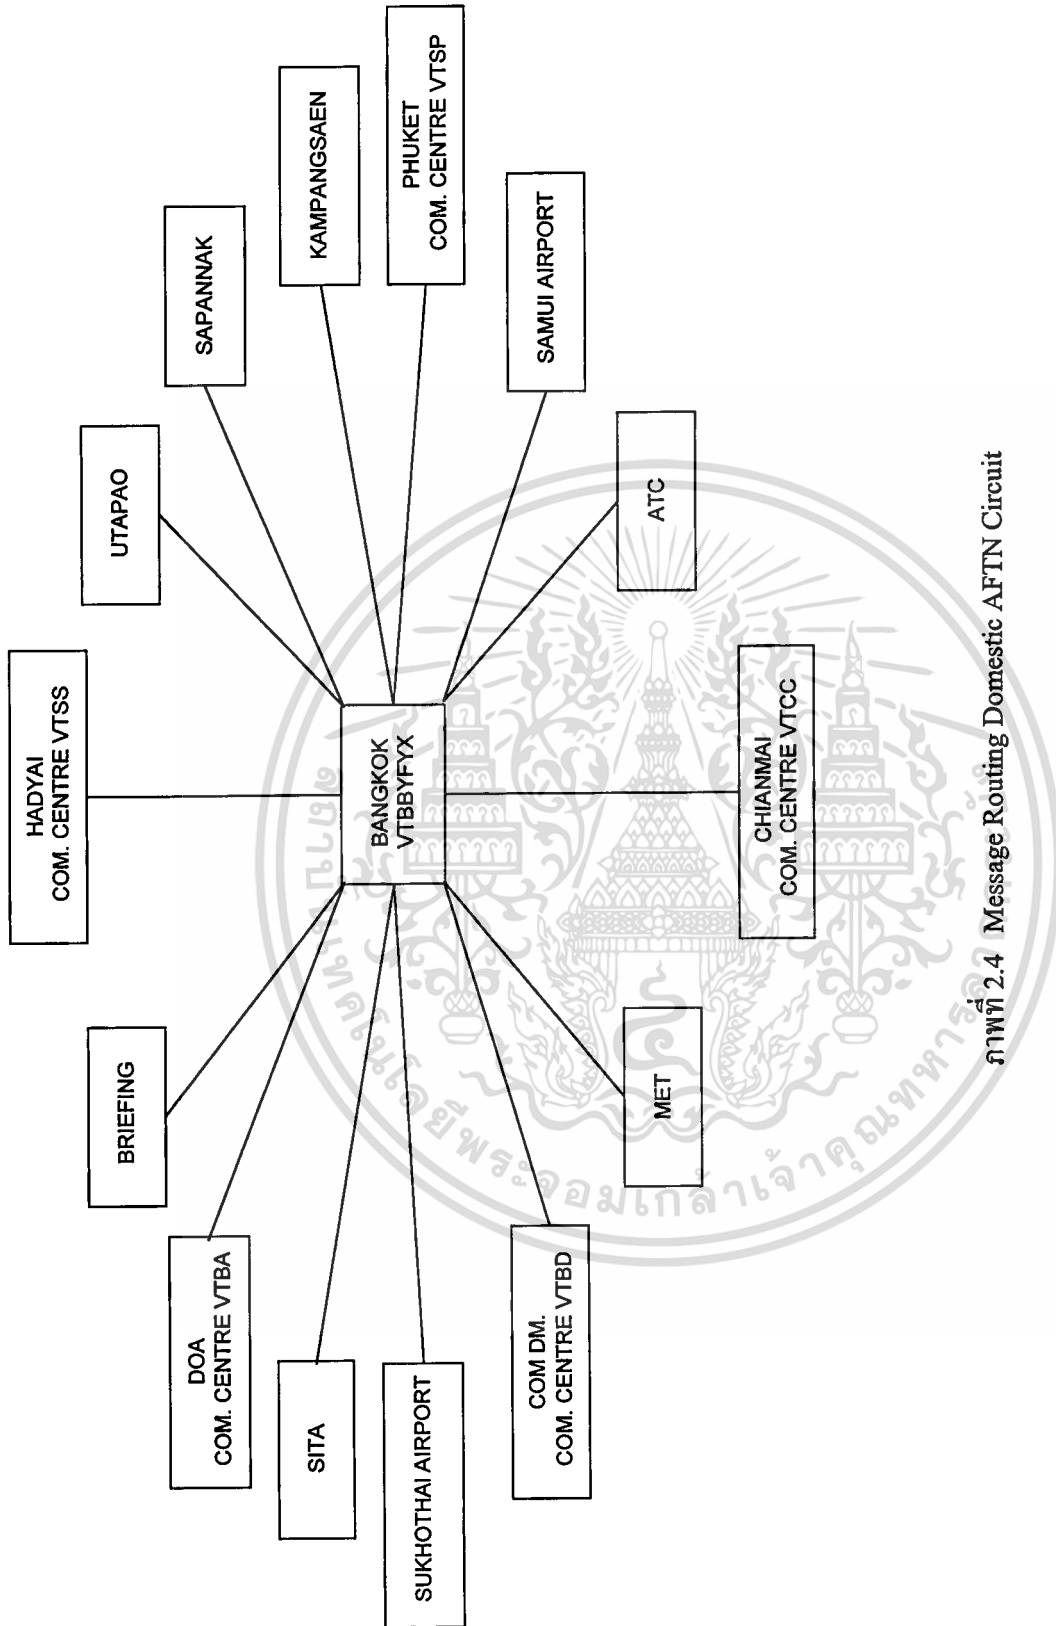 HADYAI
COM. CENTRE VTSS
BRIEFING
UTAPAO
DOA
COM. CENTRE VTBA
SAPANNAK
SITA
KAMPANGSAEN
SUKHOTHAI AIRPORT
BANGKOK
VTBBYFYX
PHUKET
COM. CENTRE VTSP
COM DM.
COM. CENTRE VTBD
SAMUI AIRPORT
MET
ATC
CHIANMAI
COM. CENTRE VTCC
ภาพที่ 2.4 Message Routing Domestic AFTN Circuit